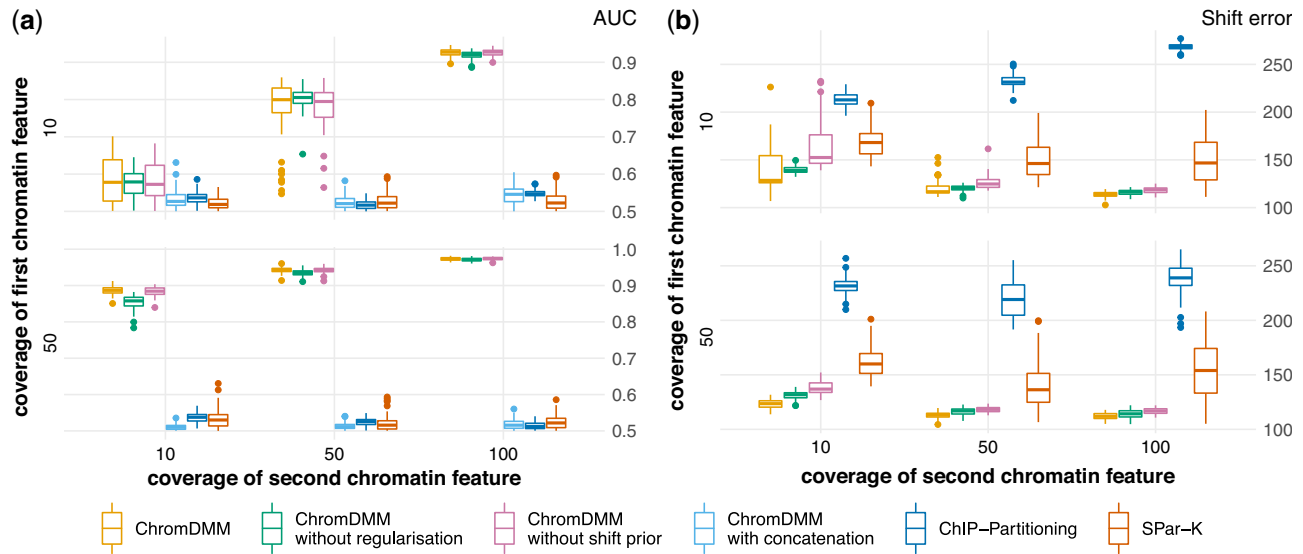 (a)
AUC
coverage of first chromatin feature
10
50
0.9
0.8
0.7
0.6
0.5
1.0
0.9
0.8
0.7
0.6
0.5
10
50
100
coverage of second chromatin feature
(b)
Shift error
coverage of first chromatin feature
10
50
250
200
150
100
250
200
150
100
10
50
100
coverage of second chromatin feature
ChromDMM
ChromDMM
without regularisation
ChromDMM
without shift prior
ChromDMM
with concatenation
ChIP−Partitioning
SPar−K